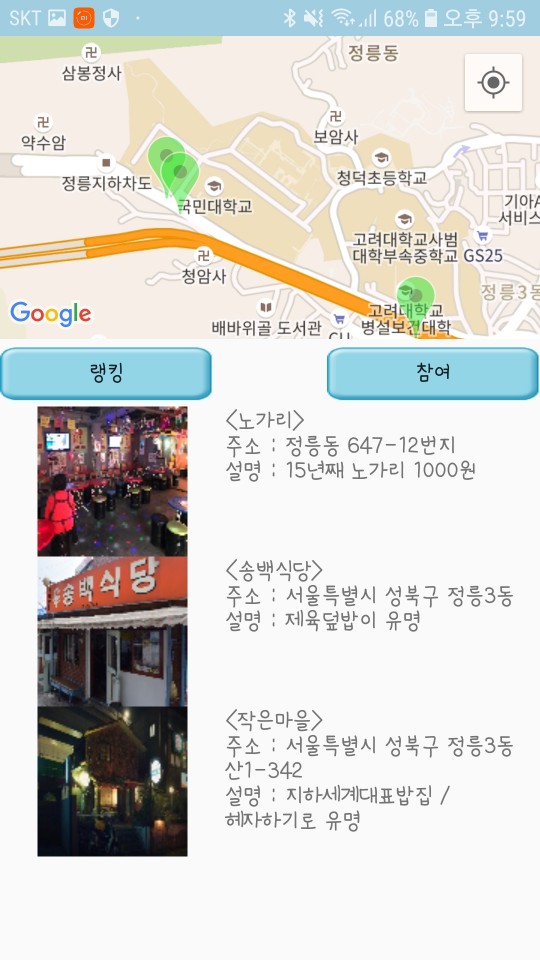 SKT 68% 오후 9:59
정릉동
삼봉정사
약수암
보암사
정릉지하차도
청덕초등학교
국민대학교
기아A
서비스
고려대학교사범
대학부속중학교
GS25
청암사
정릉3동
고려대학교
병설보건대학
Google
배바위골 도서관
CU
랭킹
참여
<노가리>
주소 : 정릉동 647-12번지
설명 : 15년째 노가리 1000원
송백식당
<송백식당>
주소 : 서울특별시 성북구 정릉3동
설명 : 제육덮밥이 유명
<작은마을>
주소 : 서울특별시 성북구 정릉3동
산1-342
설명 : 지하세계대표밥집 /
혜자하기로 유명